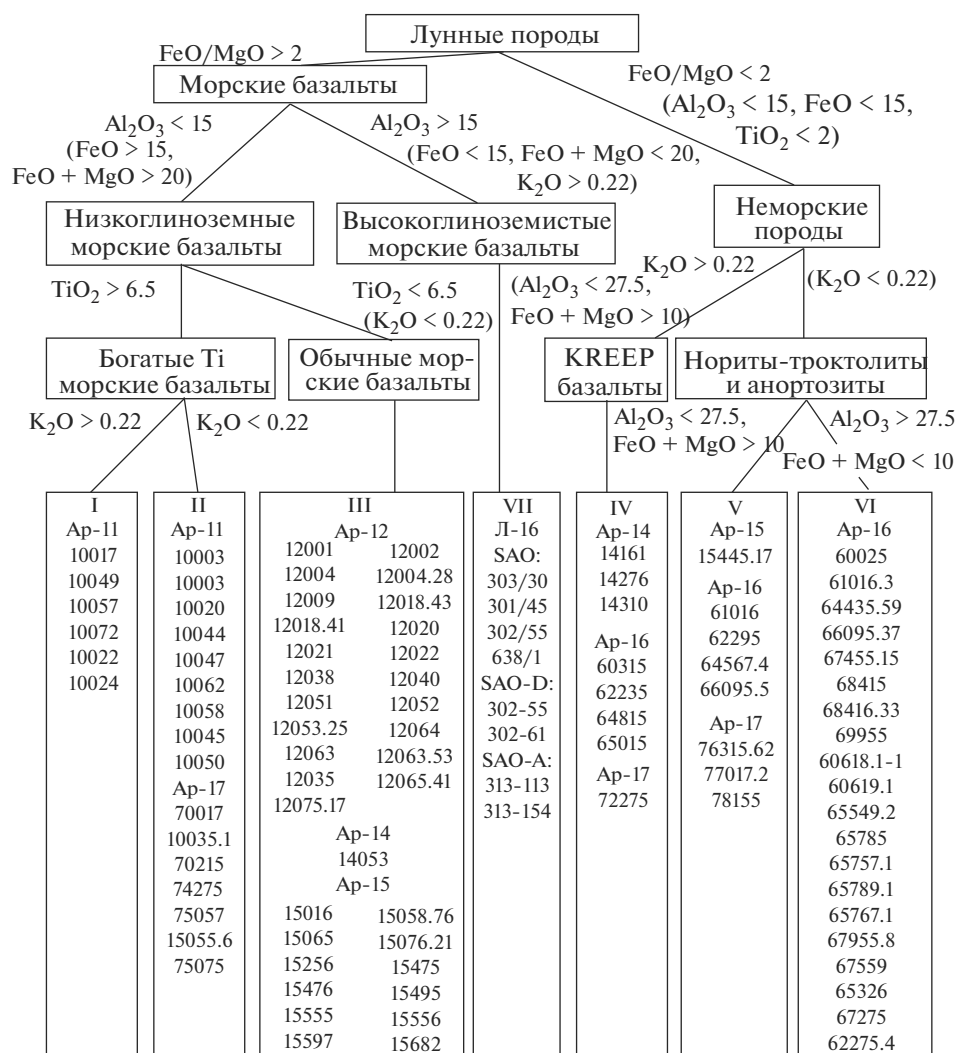 Лунные породы
FeO/MgO > 2
Морские базальты
FeO/MgO < 2
(Al₂O₃ < 15, FeO < 15,
TiO₂ < 2)
Al₂O₃ < 15
(FeO > 15,
FeO + MgO > 20)
Al₂O₃ > 15
(FeO < 15, FeO + MgO < 20,
K₂O > 0.22)
Низкоглиноземные
морские базальты
Высокоглиноземистые
морские базальты
Неморские
породы
TiO₂ > 6.5
TiO₂ < 6.5
(K₂O < 0.22)
(Al₂O₃ < 27.5,
FeO + MgO > 10)
K₂O > 0.22
(K₂O < 0.22)
Богатые Ti
морские базальты
Обычные мор-
ские базальты
KREEP
базальты
Нориты-троктолиты
и анортозиты
K₂O > 0.22
K₂O < 0.22
Al₂O₃ < 27.5,
FeO + MgO > 10
Al₂O₃ > 27.5
FeO + MgO < 10
I
Ap-11
10017
10049
10057
10072
10022
10024
II
Ap-11
10003
10003
10020
10044
10047
10062
10058
10045
10050
Ap-17
70017
10035.1
70215
74275
75057
15055.6
75075
III
Ap-12
12001 12002
12004 12004.28
12009 12018.43
12018.41 12020
12021 12022
12038 12040
12051 12052
12053.25 12064
12063 12063.53
12035 12065.41
12075.17
Ap-14
14053
Ap-15
15016 15058.76
15065 15076.21
15256 15475
15476 15495
15555 15556
15597 15682
VII
Л-16
SAO:
303/30
301/45
302/55
638/1
SAO-D:
302-55
302-61
SAO-A:
313-113
313-154
IV
Ap-14
14161
14276
14310
Ap-16
60315
62235
64815
65015
Ap-17
72275
V
Ap-15
15445.17
Ap-16
61016
62295
64567.4
66095.5
Ap-17
76315.62
77017.2
78155
VI
Ap-16
60025
61016.3
64435.59
66095.37
67455.15
68415
68416.33
69955
60618.1-1
60619.1
65549.2
65785
65757.1
65789.1
65767.1
67955.8
67559
65326
67275
62275.4